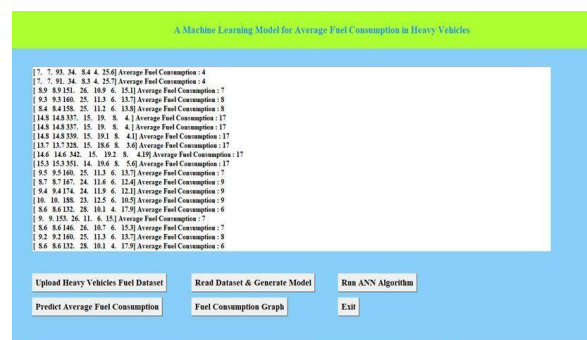 A Machine Learning Model for Average Fuel Consumption in Heavy Vehicles
[ 7. 7. 93. 34. 8.4 4. 25.6] Average Fuel Consumption : 4
[ 7. 7. 91. 34. 8.3 4. 25.7] Average Fuel Consumption : 4
[ 8.9 8.9 151. 26. 10.9 6. 15.1] Average Fuel Consumption : 7
[ 9.3 9.3 160. 25. 11.3 6. 13.7] Average Fuel Consumption : 8
[ 8.4 8.4 158. 25. 11.2 6. 13.8] Average Fuel Consumption : 8
[14.8 14.8 337. 15. 19. 8. 4. ] Average Fuel Consumption : 17
[14.8 14.8 337. 15. 19. 8. 4. ] Average Fuel Consumption : 17
[14.8 14.8 339. 15. 19.1 8. 4.1] Average Fuel Consumption : 17
[13.7 13.7 328. 15. 18.6 8. 3.6] Average Fuel Consumption : 17
[14.6 14.6 342. 15. 19.2 8. 4.19] Average Fuel Consumption : 17
[15.3 15.3 351. 14. 19.6 8. 5.6] Average Fuel Consumption : 17
[ 9.5 9.5 160. 25. 11.3 6. 13.7] Average Fuel Consumption : 7
[ 8.7 8.7 167. 24. 11.6 6. 12.4] Average Fuel Consumption : 9
[ 9.4 9.4 174. 24. 11.9 6. 12.1] Average Fuel Consumption : 9
[ 10. 10. 188. 23. 12.5 6. 10.5] Average Fuel Consumption : 9
[ 8.6 8.6 132. 28. 10.1 4. 17.9] Average Fuel Consumption : 6
[ 9. 9. 153. 26. 11. 6. 15.] Average Fuel Consumption : 7
[ 8.6 8.6 146. 26. 10.7 6. 15.3] Average Fuel Consumption : 7
[ 9.2 9.2 160. 25. 11.3 6. 13.7] Average Fuel Consumption : 8
[ 8.6 8.6 132. 28. 10.1 4. 17.9] Average Fuel Consumption : 6
Upload Heavy Vehicles Fuel Dataset Read Dataset & Generate Model Run ANN Algorithm
Predict Average Fuel Consumption Fuel Consumption Graph Exit